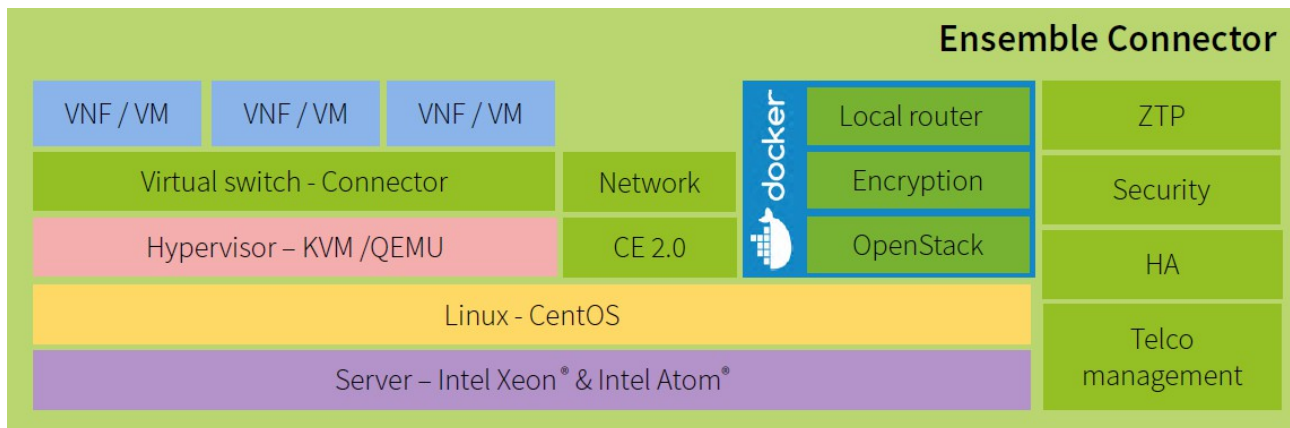 Ensemble Connector
VNF / VM
VNF / VM
VNF / VM
docker
Local router
ZTP
Virtual switch - Connector
Network
Encryption
Security
Hypervisor – KVM /QEMU
CE 2.0
OpenStack
HA
Linux - CentOS
Telco
management
Server – Intel Xeon® & Intel Atom®